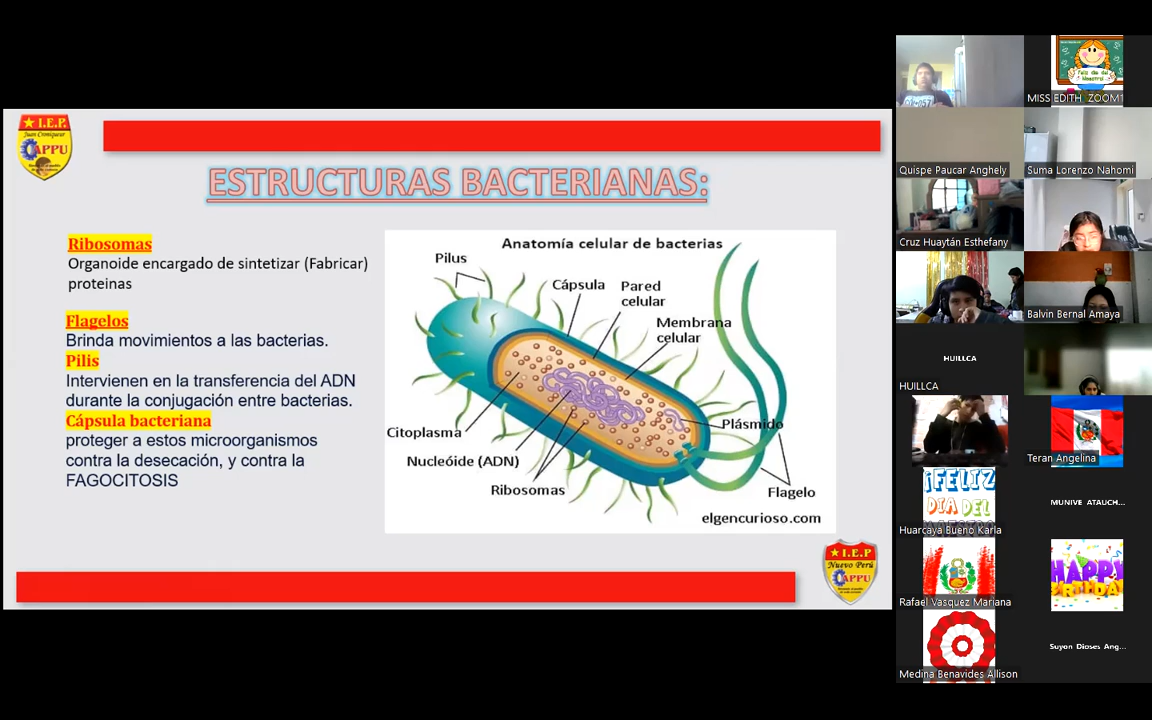 I.E.P.
Juan Cromiqueur
CAPPU
ESTRUCTURAS BACTERIANAS:
Ribosomas
Organoide encargado de sintetizar (Fabricar)
proteinas
Flagelos
Brinda movimientos a las bacterias.
Pilis
Intervienen en la transferencia del ADN
durante la conjugación entre bacterias.
Cápsula bacteriana
proteger a estos microorganismos
contra la desecación, y contra la
FAGOCITOSIS
Anatomía celular de bacterias
Pilus
Cápsula
Pared
celular
Membrana
celular
Citoplasma
Plásmido
Nucleóide (ADN)
Ribosomas
Flagelo
elgencurioso.com
I.E.P
Nuevo Perú
CAPPU
MISS EDITH_ZOOM1
Quispe Paucar Anghely
Suma Lorenzo Nahomi
Cruz Huaytán Esthefany
Balvin Bernal Amaya
HUILLCA
HUILLCA
Teran Angelina
¡FELIZ
DIA DEL
MAESTRO
Huarcaya Bueno Karla
MUNIVE ATAUCH...
Rafael Vasquez Mariana
HAPPY
BIRTHDAY
Medina Benavides Allison
Suyon Dioses Ang...